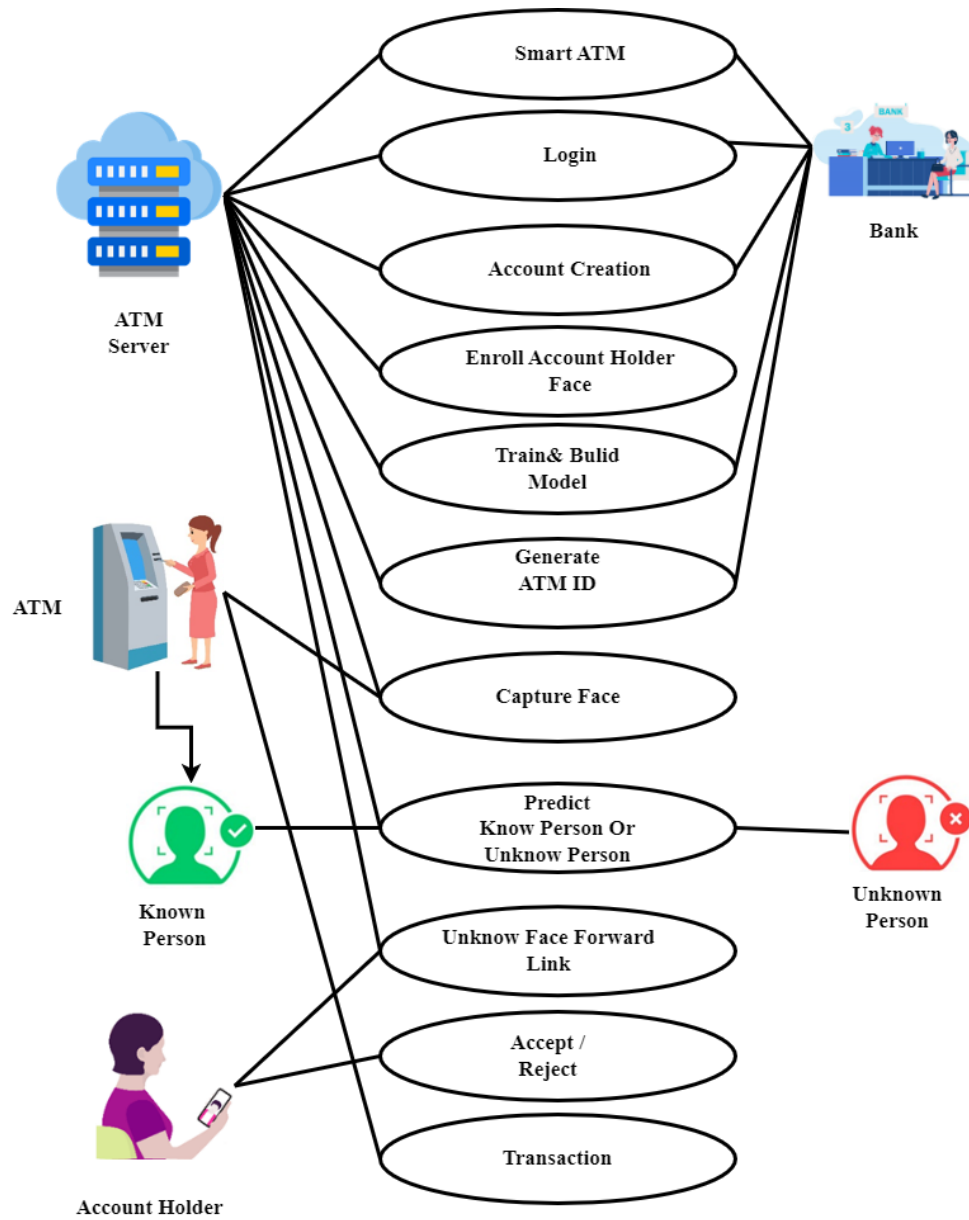 Smart ATM
Login
3
BANK
Bank
Account Creation
ATM
Server
Enroll Account Holder
Face
Train& Bulid
Model
Generate
ATM ID
ATM
Capture Face
Predict
Know Person Or
Unknow Person
Known
Person
Unknown
Person
Unknow Face Forward
Link
Accept /
Reject
Transaction
Account Holder